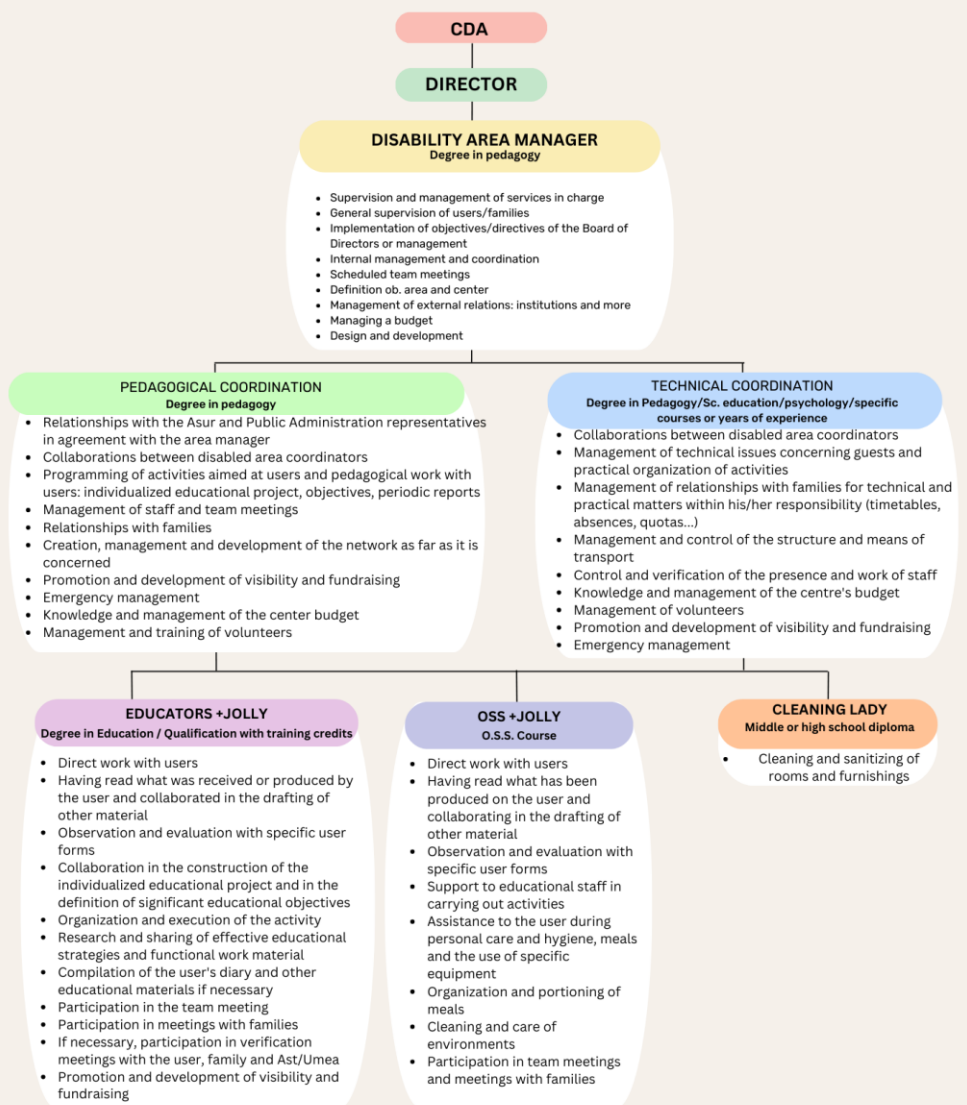 CDA
DIRECTOR
DISABILITY AREA MANAGER
Degree in pedagogy
• Supervision and management of services in charge
• General supervision of users/families
• Implementation of objectives/directives of the Board of
Directors or management
• Internal management and coordination
• Scheduled team meetings
• Definition ob. area and center
• Management of external relations: institutions and more
• Managing a budget
• Design and development
PEDAGOGICAL COORDINATION
Degree in pedagogy
• Relationships with the Asur and Public Administration representatives
in agreement with the area manager
• Collaborations between disabled area coordinators
• Programming of activities aimed at users and pedagogical work with
users: individualized educational project, objectives, periodic reports
• Management of staff and team meetings
• Relationships with families
• Creation, management and development of the network as far as it is
concerned
• Promotion and development of visibility and fundraising
• Emergency management
• Knowledge and management of the center budget
• Management and training of volunteers
TECHNICAL COORDINATION
Degree in Pedagogy/Sc. education/psychology/specific
courses or years of experience
• Collaborations between disabled area coordinators
• Management of technical issues concerning guests and
practical organization of activities
• Management of relationships with families for technical and
practical matters within his/her responsibility (timetables,
absences, quotas...)
• Management and control of the structure and means of
transport
• Control and verification of the presence and work of staff
• Knowledge and management of the centre's budget
• Management of volunteers
• Promotion and development of visibility and fundraising
• Emergency management
EDUCATORS +JOLLY
Degree in Education / Qualification with training credits
• Direct work with users
• Having read what was received or produced by
the user and collaborated in the drafting of
other material
• Observation and evaluation with specific user
forms
• Collaboration in the construction of the
individualized educational project and in the
definition of significant educational objectives
• Organization and execution of the activity
• Research and sharing of effective educational
strategies and functional work material
• Compilation of the user's diary and other
educational materials if necessary
• Participation in the team meeting
• Participation in meetings with families
• If necessary, participation in verification
meetings with the user, family and Ast/Umea
• Promotion and development of visibility and
fundraising
OSS +JOLLY
O.S.S. Course
• Direct work with users
• Having read what has been
produced on the user and
collaborating in the drafting of
other material
• Observation and evaluation with
specific user forms
• Support to educational staff in
carrying out activities
• Assistance to the user during
personal care and hygiene, meals
and the use of specific
equipment
• Organization and portioning of
meals
• Cleaning and care of
environments
• Participation in team meetings
and meetings with families
CLEANING LADY
Middle or high school diploma
• Cleaning and sanitizing of
rooms and furnishings